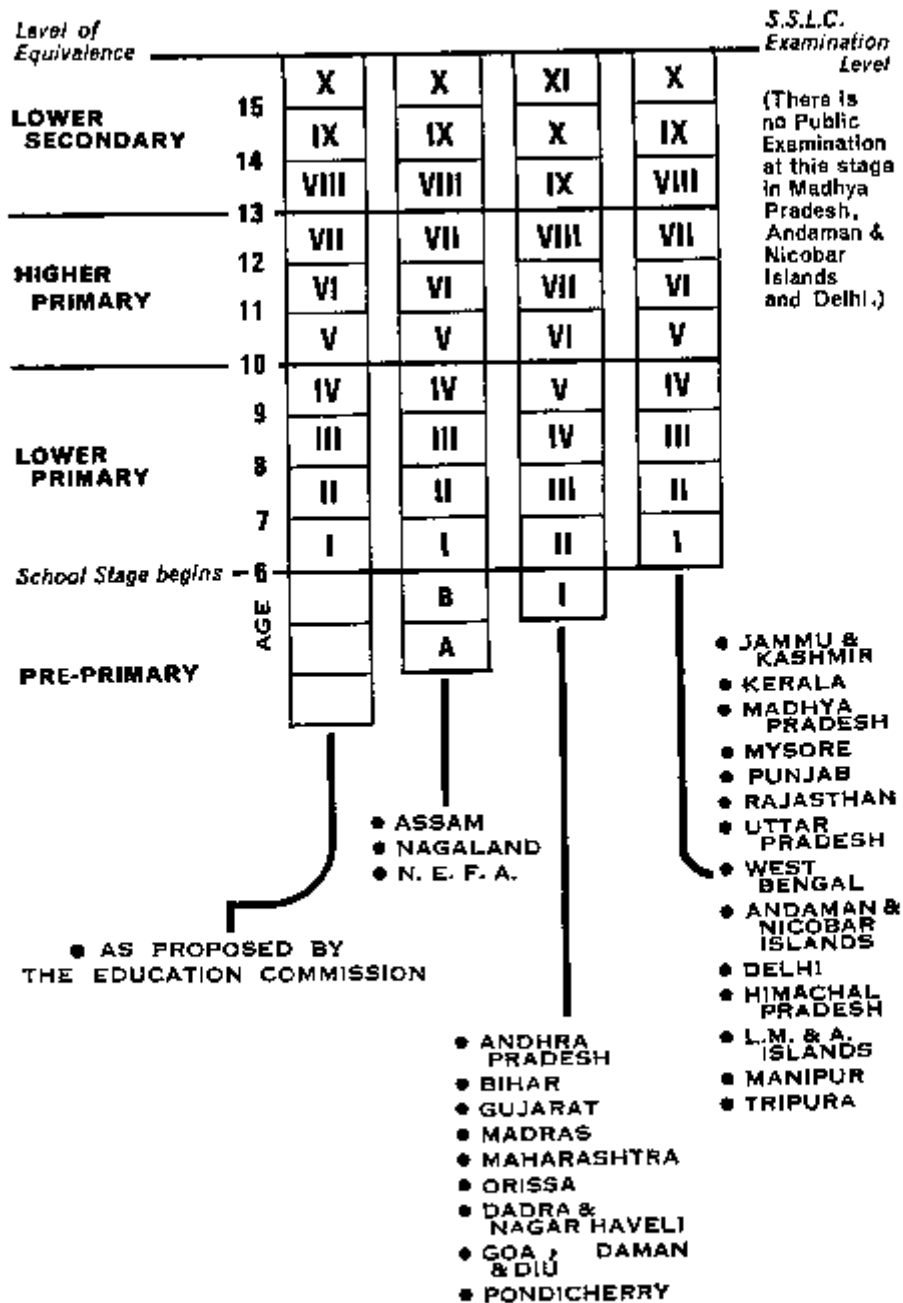 Level of
Equivalence
S.S.L.C.
Examination
Level
(There is
no Public
Examination
at this stage
in Madhya
Pradesh,
Andaman &
Nicobar
Islands
and Delhi.)
X X XI X
15
LOWER
SECONDARY
IX IX X IX
14
VIII VIII IX VIII
13
VII VII VIII VII
12
HIGHER
PRIMARY
VI VI VII VI
11
V V VI V
10
IV IV V IV
9
III III IV III
LOWER
PRIMARY
8
II II III II
7
I I II I
School Stage begins 6
AGE
B I
A
PRE-PRIMARY
• AS PROPOSED BY
THE EDUCATION COMMISSION
• ASSAM
• NAGALAND
• N. E. F. A.
• ANDHRA
PRADESH
• BIHAR
• GUJARAT
• MADRAS
• MAHARASHTRA
• ORISSA
• DADRA &
NAGAR HAVELI
• GOA, DAMAN
& DIU
• PONDICHERRY
• JAMMU &
KASHMIR
• KERALA
• MADHYA
PRADESH
• MYSORE
• PUNJAB
• RAJASTHAN
• UTTAR
PRADESH
• WEST
BENGAL
• ANDAMAN &
NICOBAR
ISLANDS
• DELHI
• HIMACHAL
PRADESH
• L.M. & A.
ISLANDS
• MANIPUR
• TRIPURA